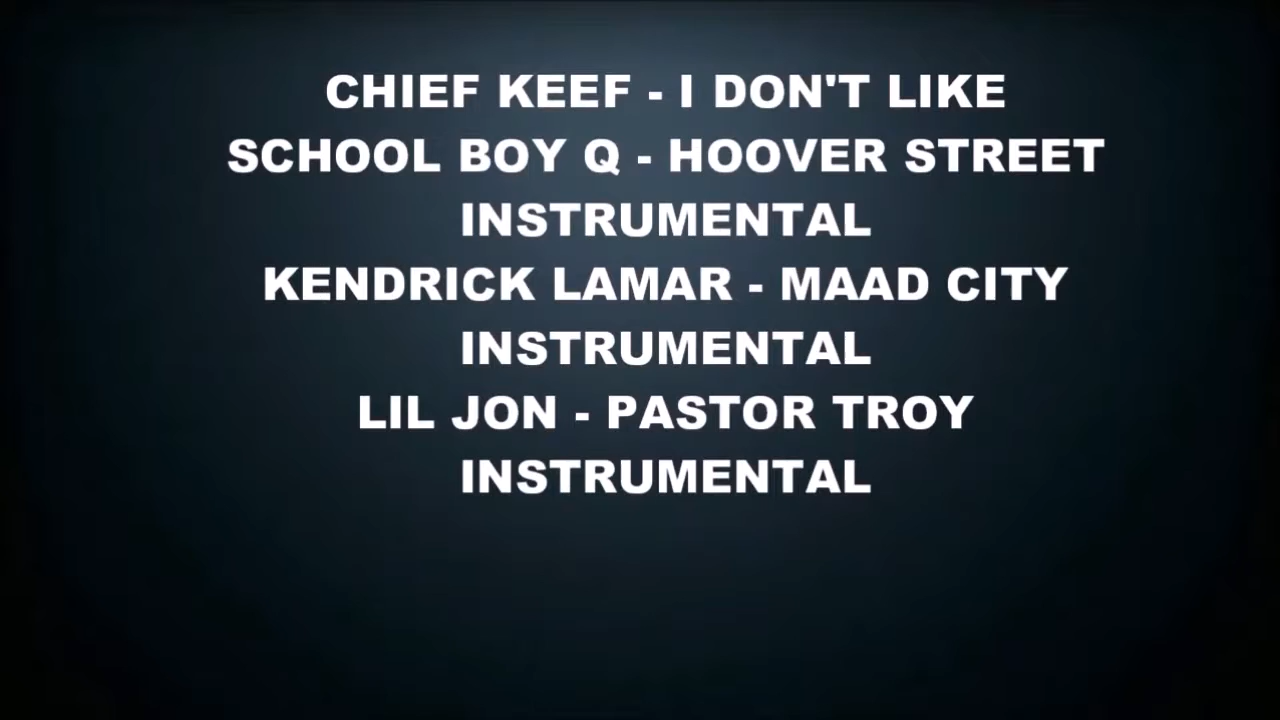 CHIEF KEEF - I DON'T LIKE
SCHOOL BOY Q - HOOVER STREET
INSTRUMENTAL
KENDRICK LAMAR - MAAD CITY
INSTRUMENTAL
LIL JON - PASTOR TROY
INSTRUMENTAL